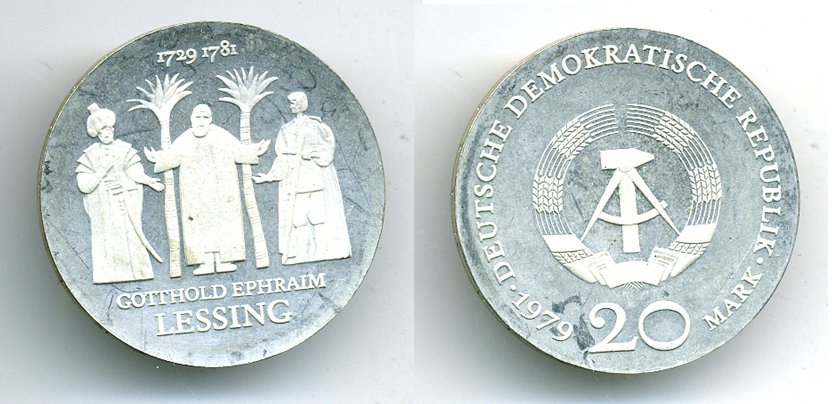 1729 1781
GOTTHOLD EPHRAIM
LESSING
· DEUTSCHE DEMOKRATISCHE REPUBLIK ·
1979 20 MARK